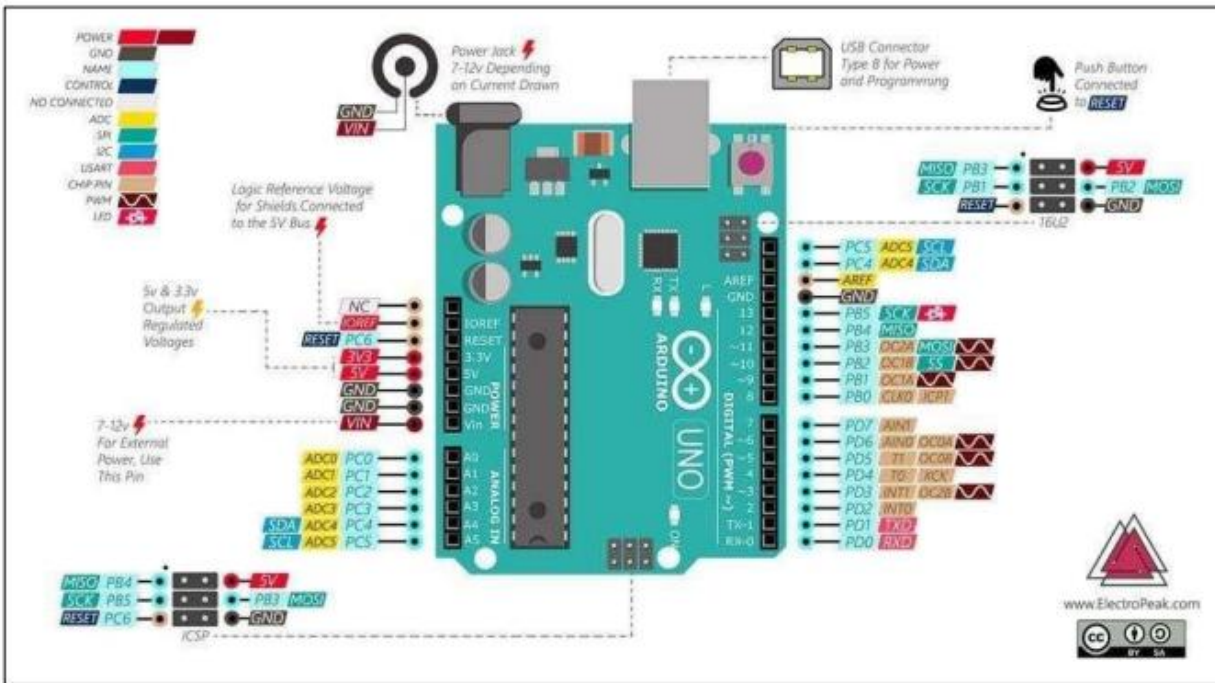 POWER
GND
NAME
CONTROL
NO CONNECTED
ADC
SPI
I2C
USART
CHIP PIN
PWM
LED
Power Jack
7-12v Depending
on Current Drawn
GND
VIN
USB Connector
Type B for Power
and Programming
Push Button
Connected
to RESET
MISO PB3 5V
SCK PB1 PB2 MOSI
RESET GND
16U2
Logic Reference Voltage
for Shields Connected
to the 5V Bus
5v & 3.3v
Output
Regulated
Voltages
7-12v
For External
Power, Use
This Pin
NC
IOREF
RESET PC6
3V3
5V
GND
GND
VIN
ADC0 PC0
ADC1 PC1
ADC2 PC2
ADC3 PC3
SDA ADC4 PC4
SCL ADC5 PC5
IOREF
RESET
3.3V
5V
GND
GND
Vin
POWER
A0
A1
A2
A3
A4
A5
ANALOG IN
RX
TX
L
ARDUINO
UNO
ON
DIGITAL (PWM ~)
AREF
GND
13
12
~11
~10
~9
8
7
~6
~5
4
~3
2
TX-1
RX-0
PC5 ADC5 SCL
PC4 ADC4 SDA
AREF
GND
PB5 SCK
PB4 MISO
PB3 OC2A MOSI
PB2 OC1B SS
PB1 OC1A
PB0 CLK0 ICP1
PD7 AIN1
PD6 AIN0 OC0A
PD5 T1 OC0B
PD4 T0 XCK
PD3 INT1 OC2B
PD2 INT0
PD1 TXD
PD0 RXD
MISO PB4 5V
SCK PB5 PB3 MOSI
RESET PC6 GND
ICSP
www.ElectroPeak.com
cc
BY SA